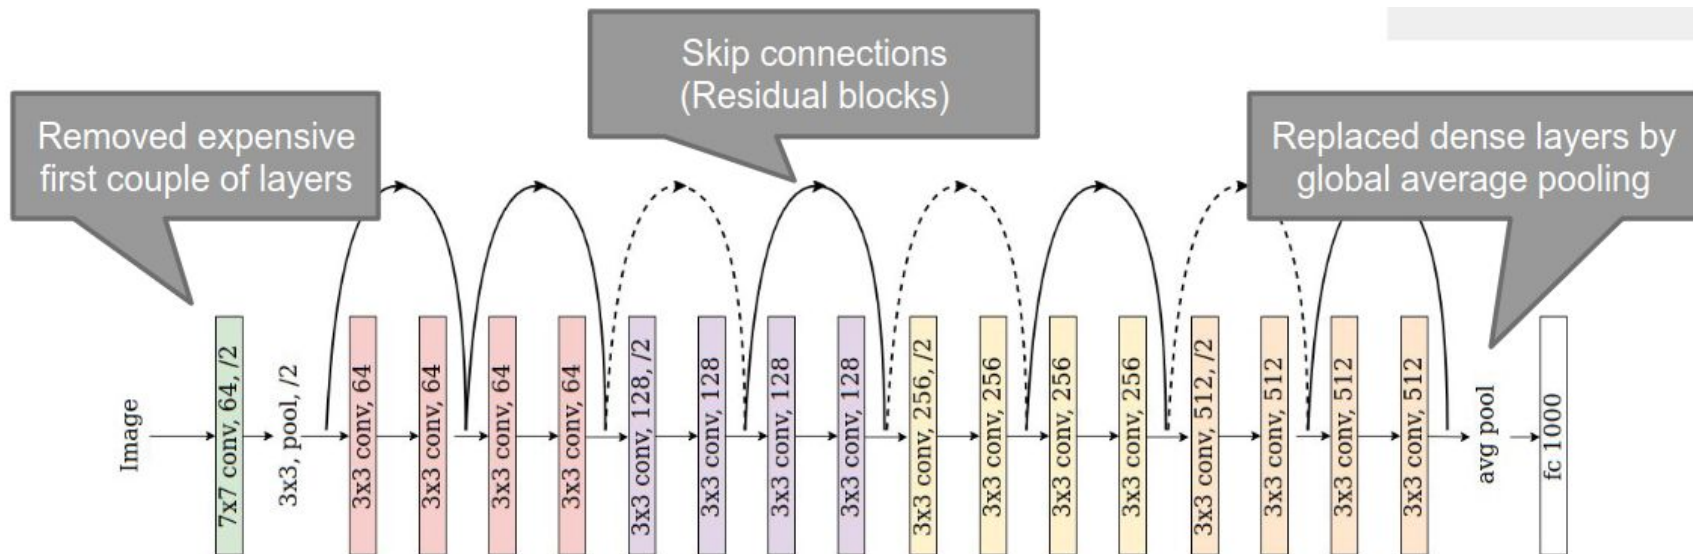 Skip connections
(Residual blocks)
Removed expensive
first couple of layers
Replaced dense layers by
global average pooling
Image
7x7 conv, 64, /2
3x3, pool, /2
3x3 conv, 64
3x3 conv, 64
3x3 conv, 64
3x3 conv, 64
3x3 conv, 128, /2
3x3 conv, 128
3x3 conv, 128
3x3 conv, 128
3x3 conv, 256, /2
3x3 conv, 256
3x3 conv, 256
3x3 conv, 256
3x3 conv, 512, /2
3x3 conv, 512
3x3 conv, 512
3x3 conv, 512
avg pool
fc 1000